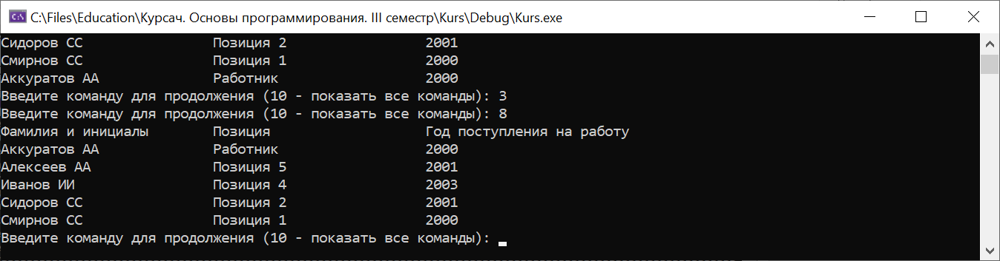 C:\Files\Education\Курсач. Основы программирования. III семестр\Kurs\Debug\Kurs.exe
Сидоров СС Позиция 2 2001
Смирнов СС Позиция 1 2000
Аккуратов АА Работник 2000
Введите команду для продолжения (10 - показать все команды): 3
Введите команду для продолжения (10 - показать все команды): 8
Фамилия и инициалы Позиция Год поступления на работу
Аккуратов АА Работник 2000
Алексеев АА Позиция 5 2001
Иванов ИИ Позиция 4 2003
Сидоров СС Позиция 2 2001
Смирнов СС Позиция 1 2000
Введите команду для продолжения (10 - показать все команды):